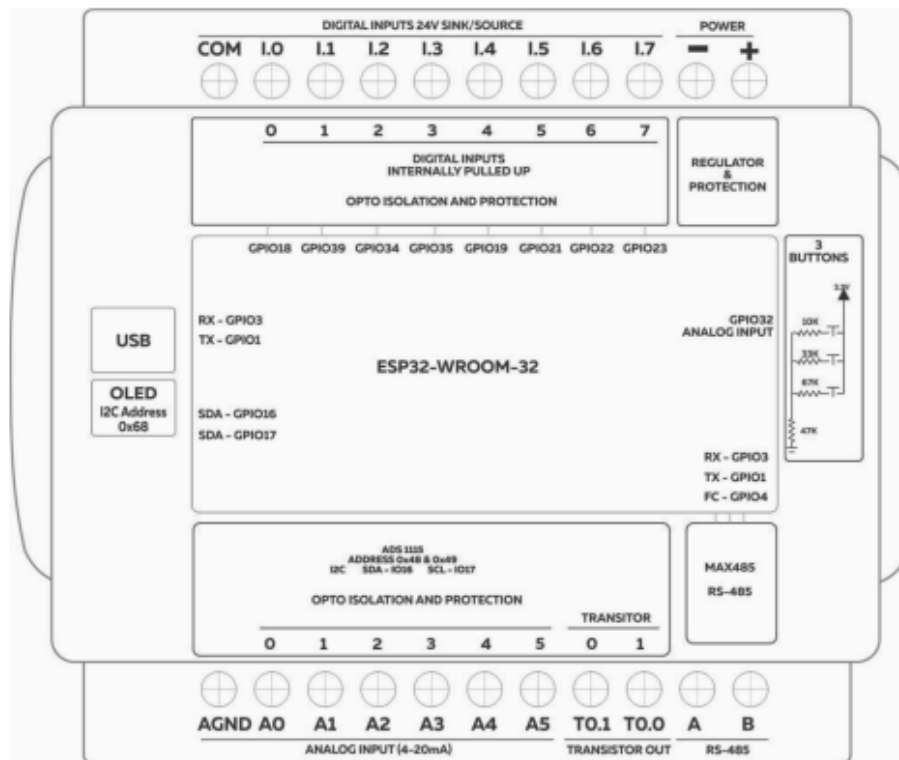 DIGITAL INPUTS 24V SINK/SOURCE POWER
COM I.0 I.1 I.2 I.3 I.4 I.5 I.6 I.7 − +
0 1 2 3 4 5 6 7
DIGITAL INPUTS
INTERNALLY PULLED UP
OPTO ISOLATION AND PROTECTION
REGULATOR
&
PROTECTION
GPIO18 GPIO39 GPIO34 GPIO35 GPIO19 GPIO21 GPIO22 GPIO23
3
BUTTONS
3.3V
10K
33K
67K
47K
USB
OLED
I2C Address
0x68
RX - GPIO3
TX - GPIO1
GPIO32
ANALOG INPUT
ESP32-WROOM-32
SDA - GPIO16
SDA - GPIO17
RX - GPIO3
TX - GPIO1
FC - GPIO4
ADS 1115
ADDRESS 0x48 & 0x49
I2C SDA - IO16 SCL - IO17
OPTO ISOLATION AND PROTECTION
TRANSITOR
0 1 2 3 4 5 0 1
MAX485
RS-485
AGND A0 A1 A2 A3 A4 A5 T0.1 T0.0 A B
ANALOG INPUT (4-20mA) TRANSISTOR OUT RS-485